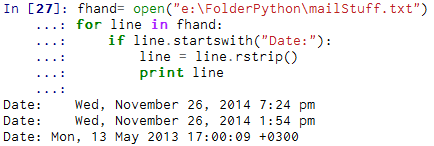 In [27]: fhand= open("e:\FolderPython\mailStuff.txt")
   ...: for line in fhand:
   ...:     if line.startswith("Date:"):
   ...:         line = line.rstrip()
   ...:         print line
   ...:
Date:    Wed, November 26, 2014 7:24 pm
Date:    Wed, November 26, 2014 1:54 pm
Date: Mon, 13 May 2013 17:00:09 +0300